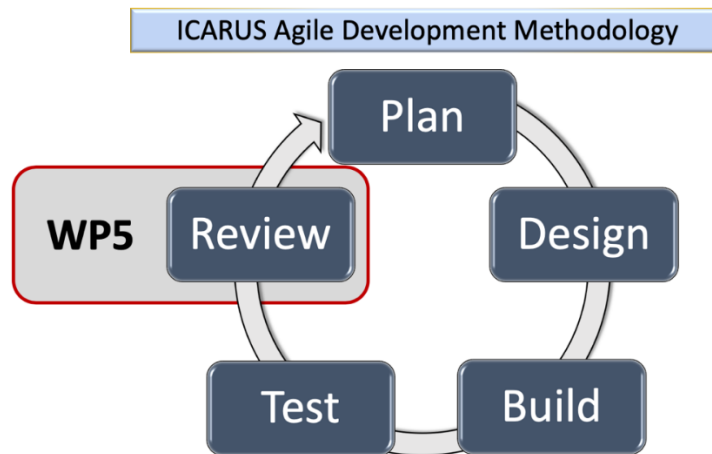 ICARUS Agile Development Methodology
Plan
WP5
Review
Design
Test
Build